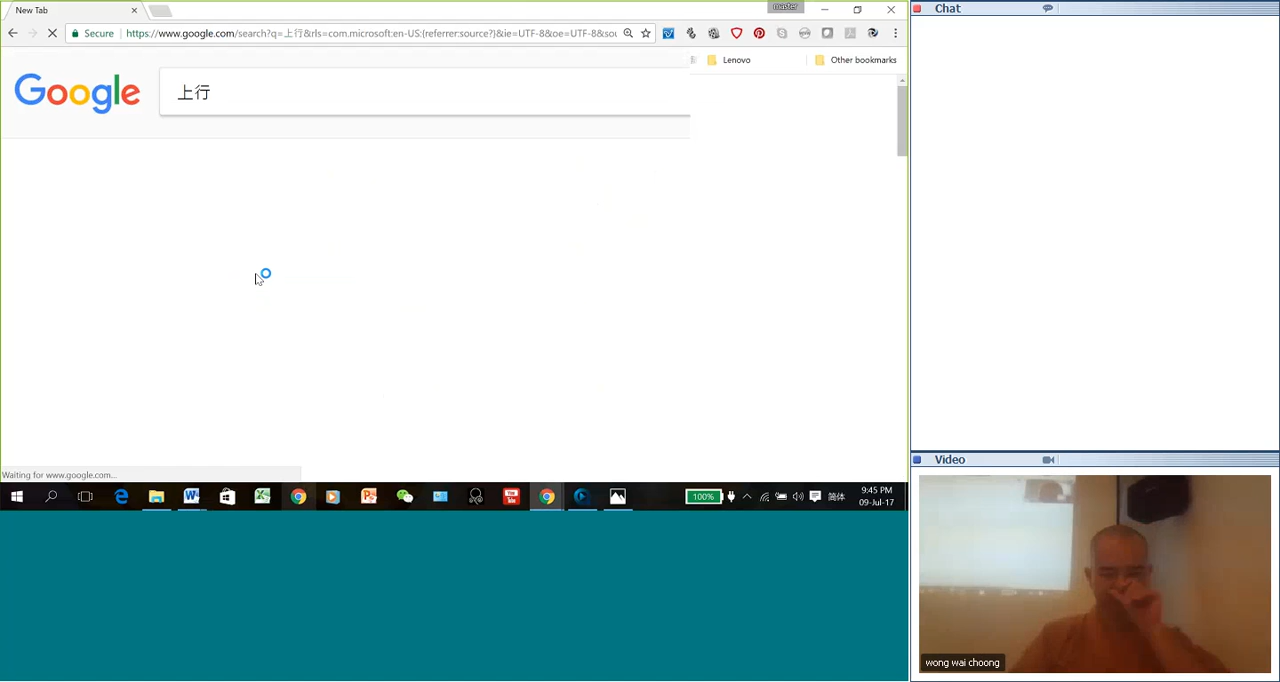 New Tab
master
Chat
Secure
https://www.google.com/search?q=上行&rls=com.microsoft:en-US:(referrer:source?)&ie=UTF-8&oe=UTF-8&sou
Lenovo
Other bookmarks
Google
上行
Waiting for www.google.com...
100%
简体
9:45 PM
09-Jul-17
Video
wong wai choong